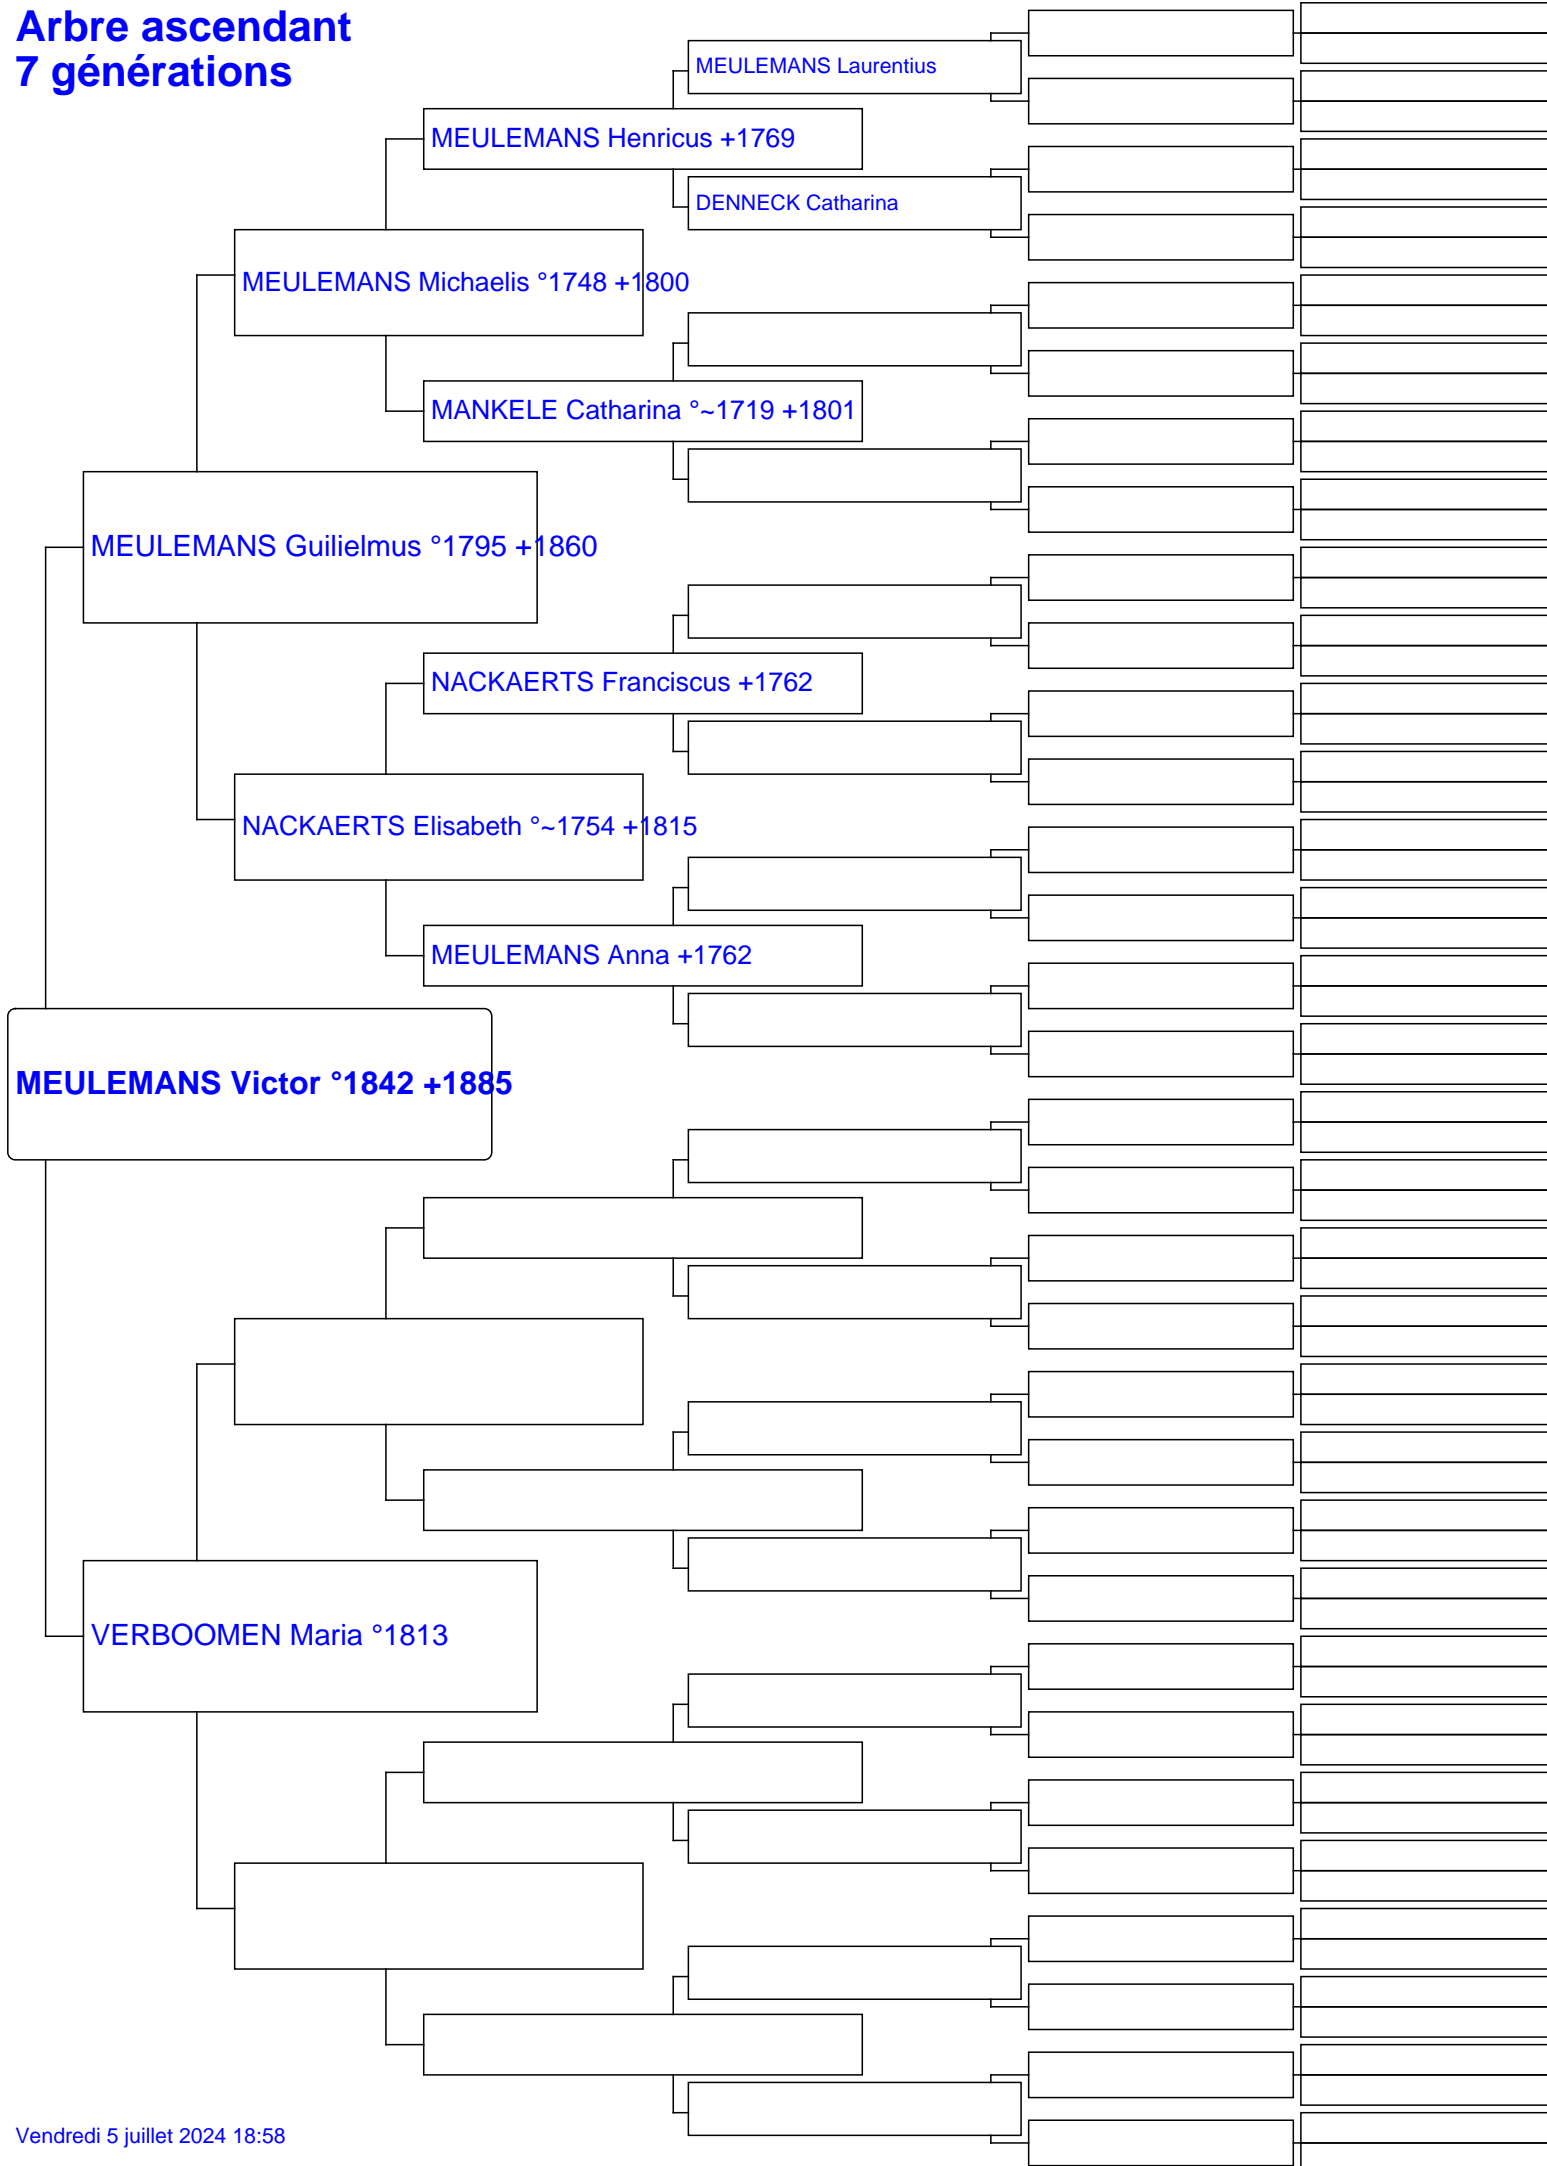 Arbre ascendant
7 générations
MEULEMANS Laurentius
MEULEMANS Henricus +1769
DENNECK Catharina
MEULEMANS Michaelis °1748 +1800
MANKELE Catharina °~1719 +1801
MEULEMANS Guilielmus °1795 +1860
NACKAERTS Franciscus +1762
NACKAERTS Elisabeth °~1754 +1815
MEULEMANS Anna +1762
MEULEMANS Victor °1842 +1885
VERBOOMEN Maria °1813
Vendredi 5 juillet 2024 18:58